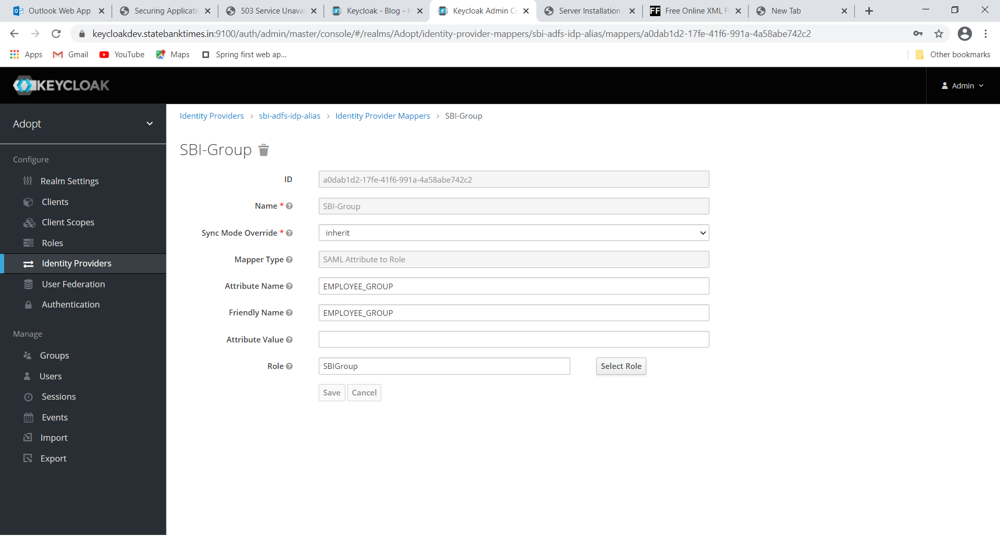 Outlook Web App
Securing Applicati
503 Service Unava
Keycloak - Blog - H
Keycloak Admin Co
Server Installation
FF Free Online XML Fo
New Tab
keycloakdev.statebanktimes.in:9100/auth/admin/master/console/#/realms/Adopt/identity-provider-mappers/sbi-adfs-idp-alias/mappers/a0dab1d2-17fe-41f6-991a-4a58abe742c2
Apps
Gmail
YouTube
Maps
Spring first web ap...
Other bookmarks
KEYCLOAK
Admin
Adopt
Configure
Realm Settings
Clients
Client Scopes
Roles
Identity Providers
User Federation
Authentication
Manage
Groups
Users
Sessions
Events
Import
Export
Identity Providers > sbi-adfs-idp-alias > Identity Provider Mappers > SBI-Group
SBI-Group
ID a0dab1d2-17fe-41f6-991a-4a58abe742c2
Name * SBI-Group
Sync Mode Override * inherit
Mapper Type SAML Attribute to Role
Attribute Name EMPLOYEE_GROUP
Friendly Name EMPLOYEE_GROUP
Attribute Value
Role SBIGroup Select Role
Save Cancel